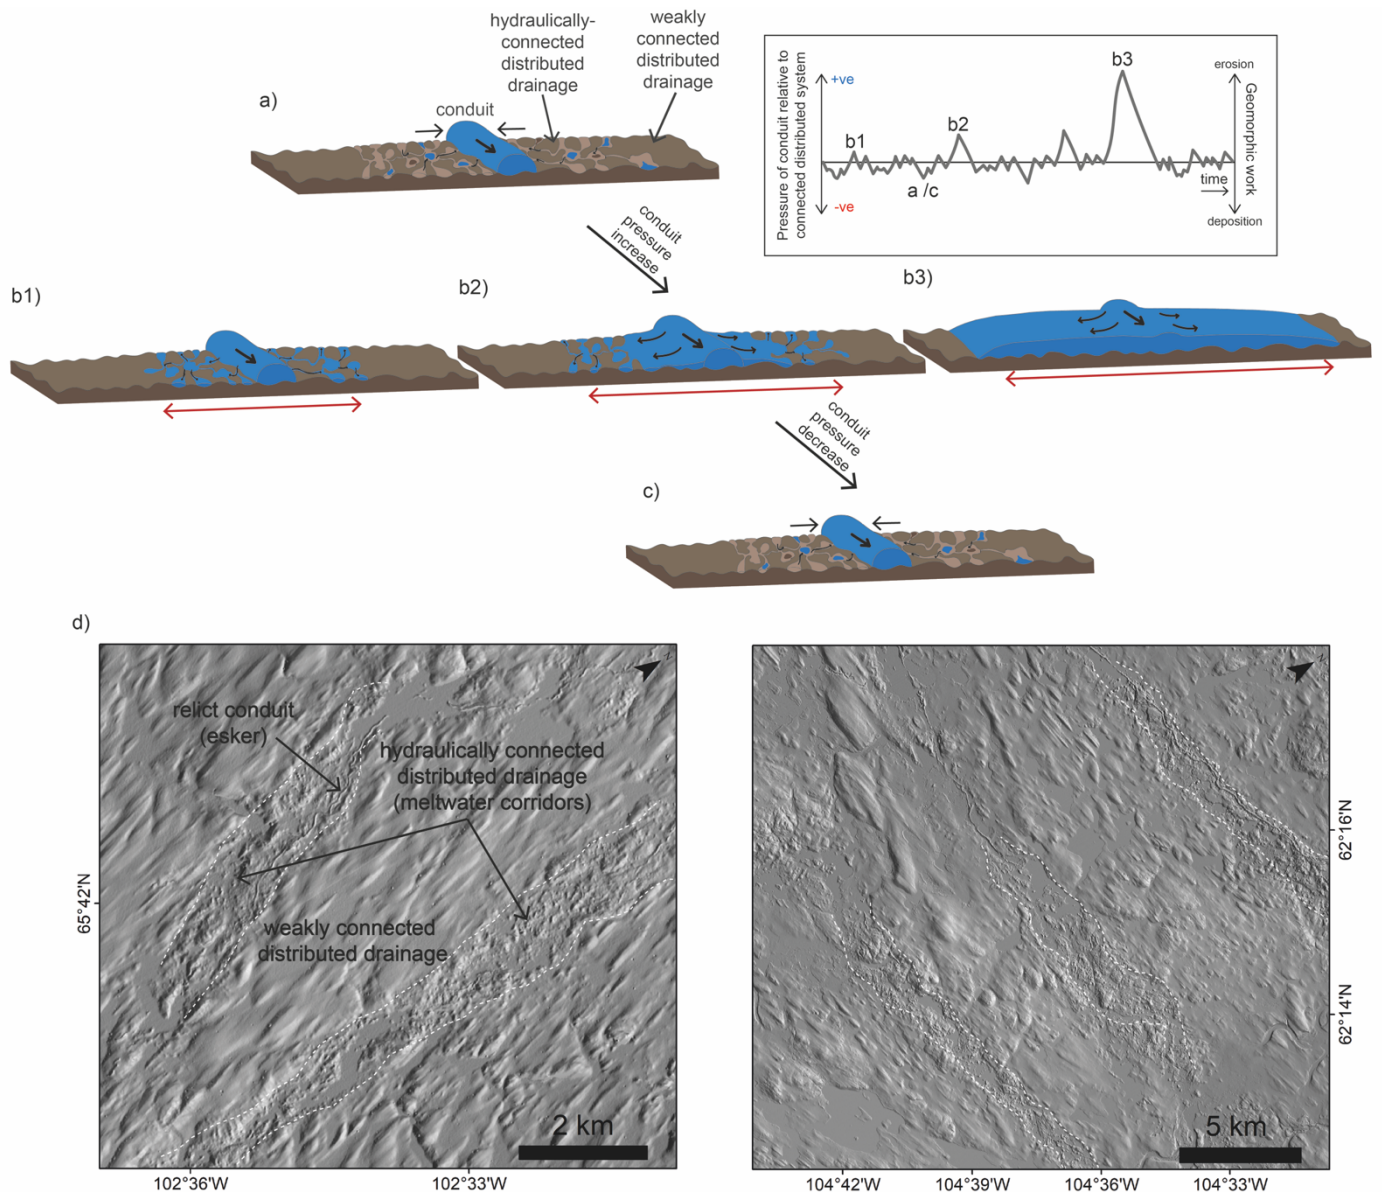 a)
hydraulically-
connected
distributed
drainage
weakly
connected
distributed
drainage
conduit
Pressure of conduit relative to
connected distributed system
+ve
-ve
b1
b2
b3
a /c
time
erosion
Geomorphic work
deposition
conduit
pressure
increase
b1)
b2)
b3)
conduit
pressure
decrease
c)
d)
relict conduit
(esker)
hydraulically connected
distributed drainage
(meltwater corridors)
weakly connected
distributed drainage
2 km
65°42'N
102°36'W
102°33'W
5 km
62°16'N
62°14'N
104°42'W
104°39'W
104°36'W
104°33'W